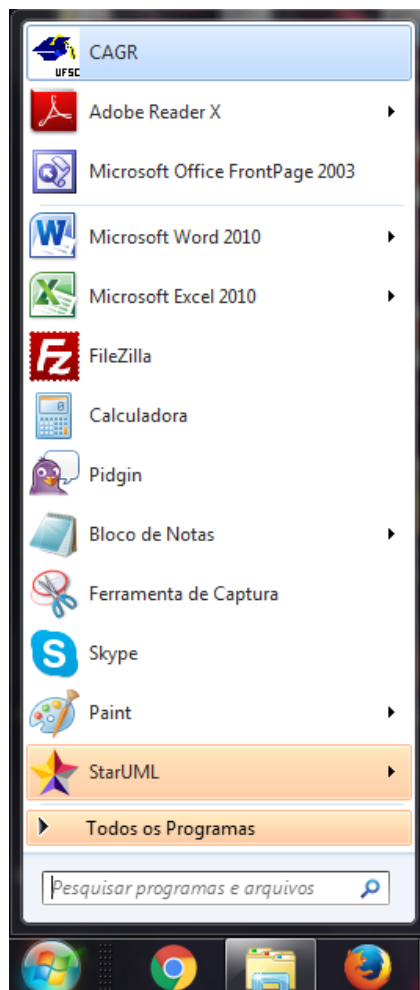 CAGR
UFSC
Adobe Reader X
Microsoft Office FrontPage 2003
Microsoft Word 2010
Microsoft Excel 2010
FileZilla
Calculadora
Pidgin
Bloco de Notas
Ferramenta de Captura
Skype
Paint
StarUML
Todos os Programas
Pesquisar programas e arquivos